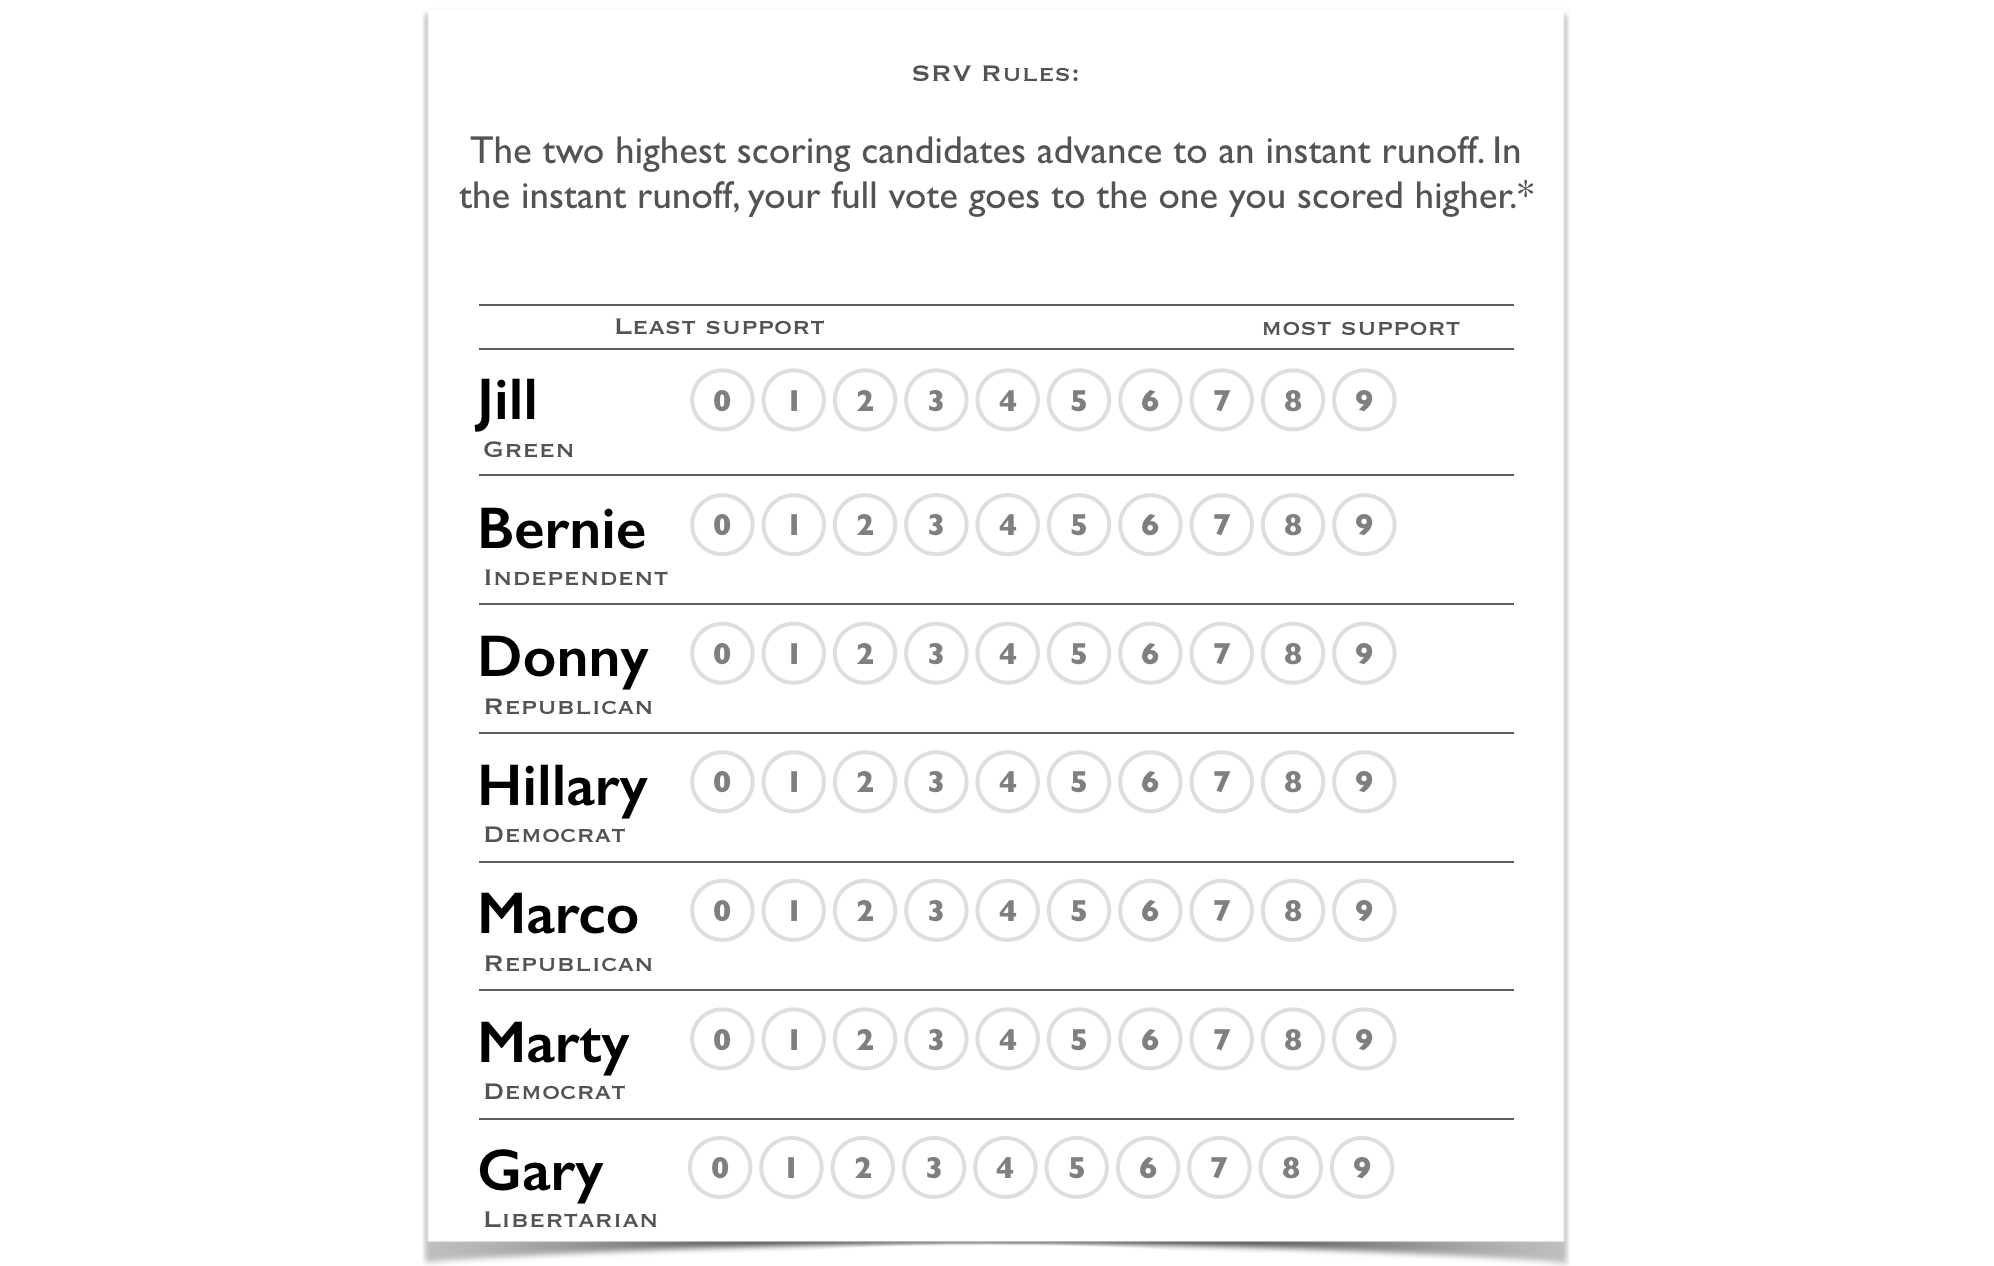 SRV Rules:
The two highest scoring candidates advance to an instant runoff. In
the instant runoff, your full vote goes to the one you scored higher.*
Least support most support
Jill 0 1 2 3 4 5 6 7 8 9
Green
Bernie 0 1 2 3 4 5 6 7 8 9
Independent
Donny 0 1 2 3 4 5 6 7 8 9
Republican
Hillary 0 1 2 3 4 5 6 7 8 9
Democrat
Marco 0 1 2 3 4 5 6 7 8 9
Republican
Marty 0 1 2 3 4 5 6 7 8 9
Democrat
Gary 0 1 2 3 4 5 6 7 8 9
Libertarian